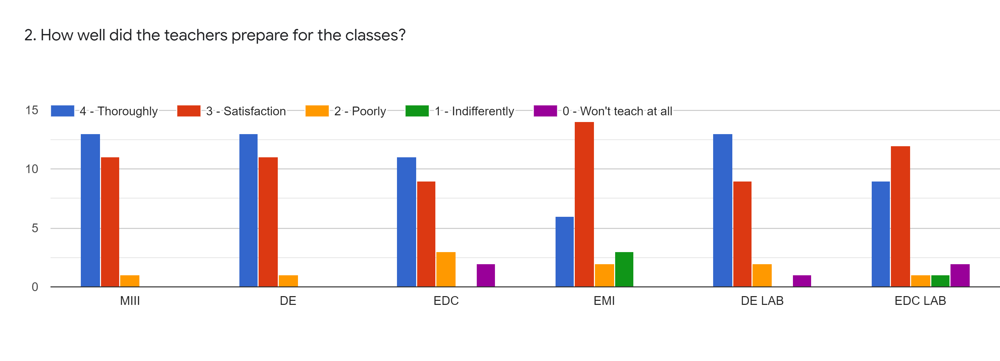 2. How well did the teachers prepare for the classes?
15 4 - Thoroughly 3 - Satisfaction 2 - Poorly 1 - Indifferently 0 - Won't teach at all
10
5
0
MIII DE EDC EMI DE LAB EDC LAB